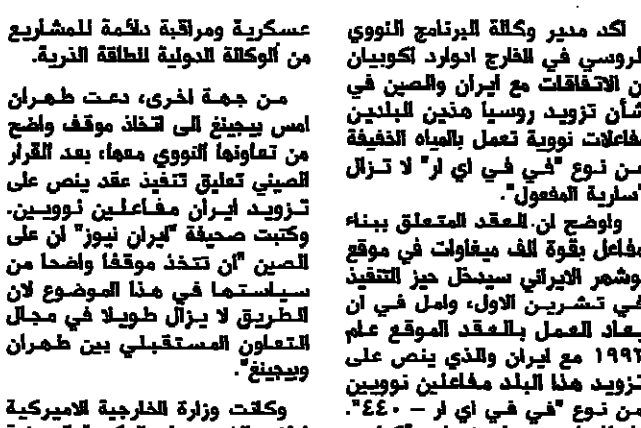 اكد مدير وكالة البرنامج النووي
الروسي في الخارج ادوارد اكوبيان
ان الاتفاقات مع ايران والصين في
شأن تزويد روسيا هذين البلدين
مفاعلات نووية تعمل بالمياه الخفيفة
من نوع "في في اي ار" لا تزال
"سارية المفعول".
واوضح ان العقد المتعلق ببناء
مفاعل بقوة الف ميغاوات في موقع
بوشهر الايراني سيدخل حيز التنفيذ
في تشرين الاول، وامل في ان
يعاد العمل بالعقد الموقع عام
١٩٩٢ مع ايران والذي ينص على
تزويد هذا البلد مفاعلين نوويين
من نوع "في في اي ار – ٤٤٠".
عسكرية ومراقبة دائمة للمشاريع
من الوكالة الدولية للطاقة الذرية.
من جهة اخرى، دعت طهران
امس بيجينغ الى اتخاذ موقف واضح
من تعاونها النووي معها، بعد القرار
الصيني تعليق تنفيذ عقد ينص على
تزويد ايران مفاعلين نوويين.
وكتبت صحيفة "ايران نيوز" ان على
الصين "ان تتخذ موقفا واضحا من
سياستها في هذا الموضوع لان
الطريق لا يزال طويلا في مجال
التعاون المستقبلي بين طهران
وبيجينغ".
وكانت وزارة الخارجية الاميركية